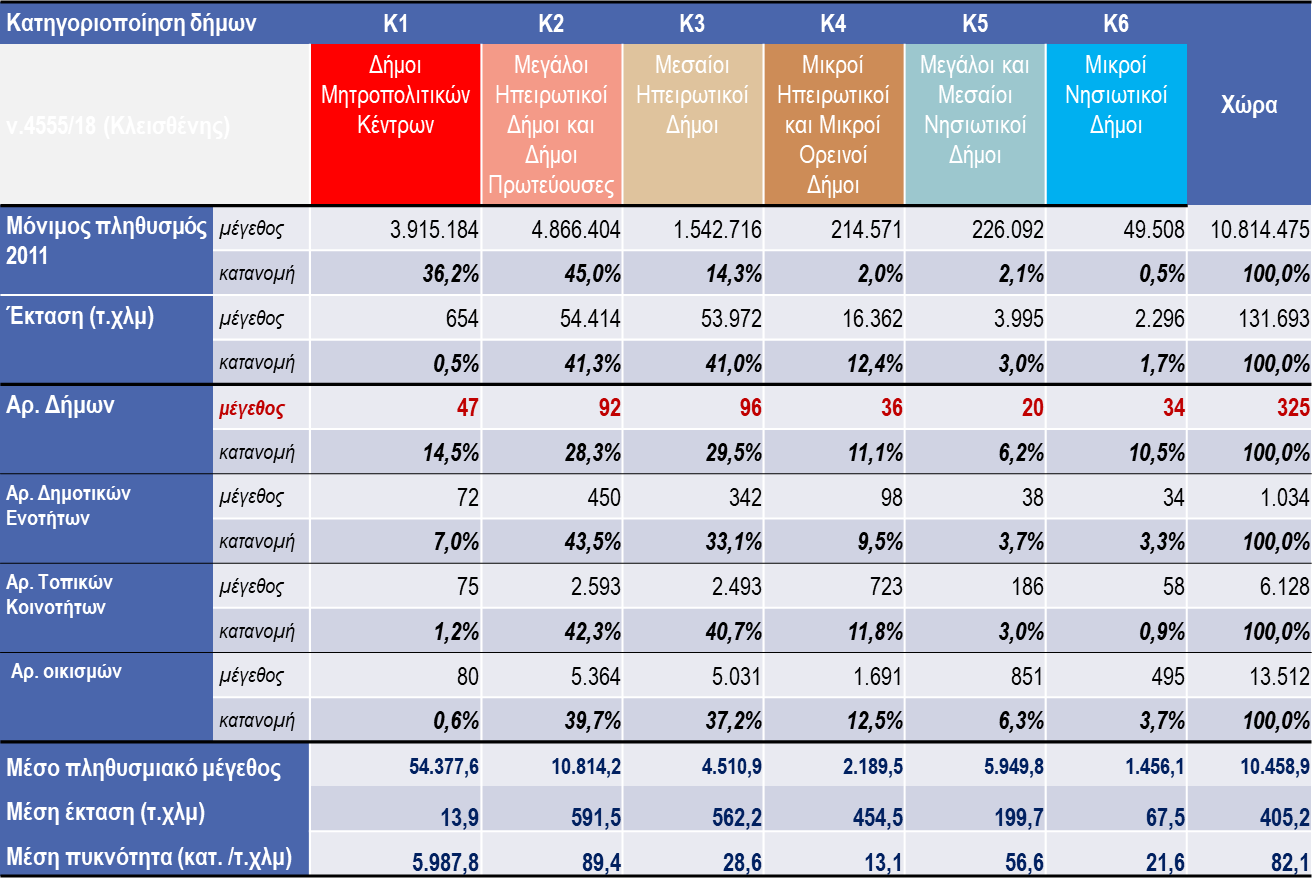 Κατηγοριοποίηση δήμων K1 K2 K3 K4 K5 K6
ν.4555/18 (Κλεισθένης)
Δήμοι
Μητροπολιτικών
Κέντρων
Μεγάλοι
Ηπειρωτικοί
Δήμοι και
Δήμοι
Πρωτεύουσες
Μεσαίοι
Ηπειρωτικοί
Δήμοι
Μικροί
Ηπειρωτικοί
και Μικροί
Ορεινοί
Δήμοι
Μεγάλοι και
Μεσαίοι
Νησιωτικοί
Δήμοι
Μικροί
Νησιωτικοί
Δήμοι
Χώρα
Μόνιμος πληθυσμός
2011
μέγεθος 3.915.184 4.866.404 1.542.716 214.571 226.092 49.508 10.814.475
κατανομή 36,2% 45,0% 14,3% 2,0% 2,1% 0,5% 100,0%
Έκταση (τ.χλμ) μέγεθος 654 54.414 53.972 16.362 3.995 2.296 131.693
κατανομή 0,5% 41,3% 41,0% 12,4% 3,0% 1,7% 100,0%
Αρ. Δήμων μέγεθος 47 92 96 36 20 34 325
κατανομή 14,5% 28,3% 29,5% 11,1% 6,2% 10,5% 100,0%
Αρ. Δημοτικών
Ενοτήτων
μέγεθος 72 450 342 98 38 34 1.034
κατανομή 7,0% 43,5% 33,1% 9,5% 3,7% 3,3% 100,0%
Αρ. Τοπικών
Κοινοτήτων
μέγεθος 75 2.593 2.493 723 186 58 6.128
κατανομή 1,2% 42,3% 40,7% 11,8% 3,0% 0,9% 100,0%
Αρ. οικισμών μέγεθος 80 5.364 5.031 1.691 851 495 13.512
κατανομή 0,6% 39,7% 37,2% 12,5% 6,3% 3,7% 100,0%
Μέσο πληθυσμιακό μέγεθος 54.377,6 10.814,2 4.510,9 2.189,5 5.949,8 1.456,1 10.458,9
Μέση έκταση (τ.χλμ) 13,9 591,5 562,2 454,5 199,7 67,5 405,2
Μέση πυκνότητα (κατ. /τ.χλμ) 5.987,8 89,4 28,6 13,1 56,6 21,6 82,1